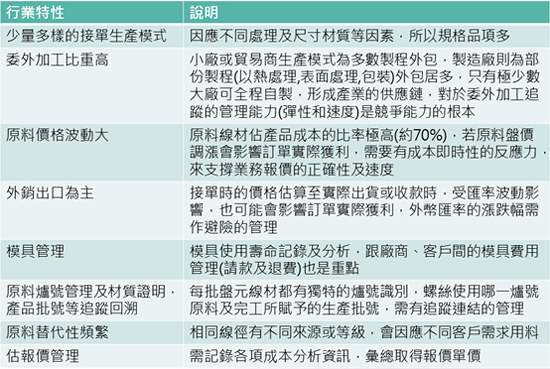 行業特性
說明
少量多樣的接單生產模式
因應不同處理及尺寸材質等因素，所以規格品項多
委外加工比重高
小廠或貿易商生產模式為多數製程外包，製造廠則為部
份製程(以熱處理,表面處理,包裝)外包居多，只有極少數
大廠可全程自製，形成產業的供應鏈，對於委外加工追
蹤的管理能力(彈性和速度)是競爭能力的根本
原料價格波動大
原料線材佔產品成本的比率極高(約70%)，若原料盤價
調漲會影響訂單實際獲利，需要有成本即時性的反應力，
來支撐業務報價的正確性及速度
外銷出口為主
接單時的價格估算至實際出貨或收款時，受匯率波動影
響，也可能會影響訂單實際獲利，外幣匯率的漲跌幅需
作避險的管理
模具管理
模具使用壽命記錄及分析，跟廠商、客戶間的模具費用
管理(請款及退費)也是重點
原料爐號管理及材質證明，
產品批號等追蹤回溯
每批盤元線材都有獨特的爐號識別，螺絲使用哪一爐號
原料及完工所賦予的生產批號，需有追蹤連結的管理
原料替代性頻繁
相同線徑有不同來源或等級，會因應不同客戶需求用料
估報價管理
需記錄各項成本分析資訊，彙總取得報價單價